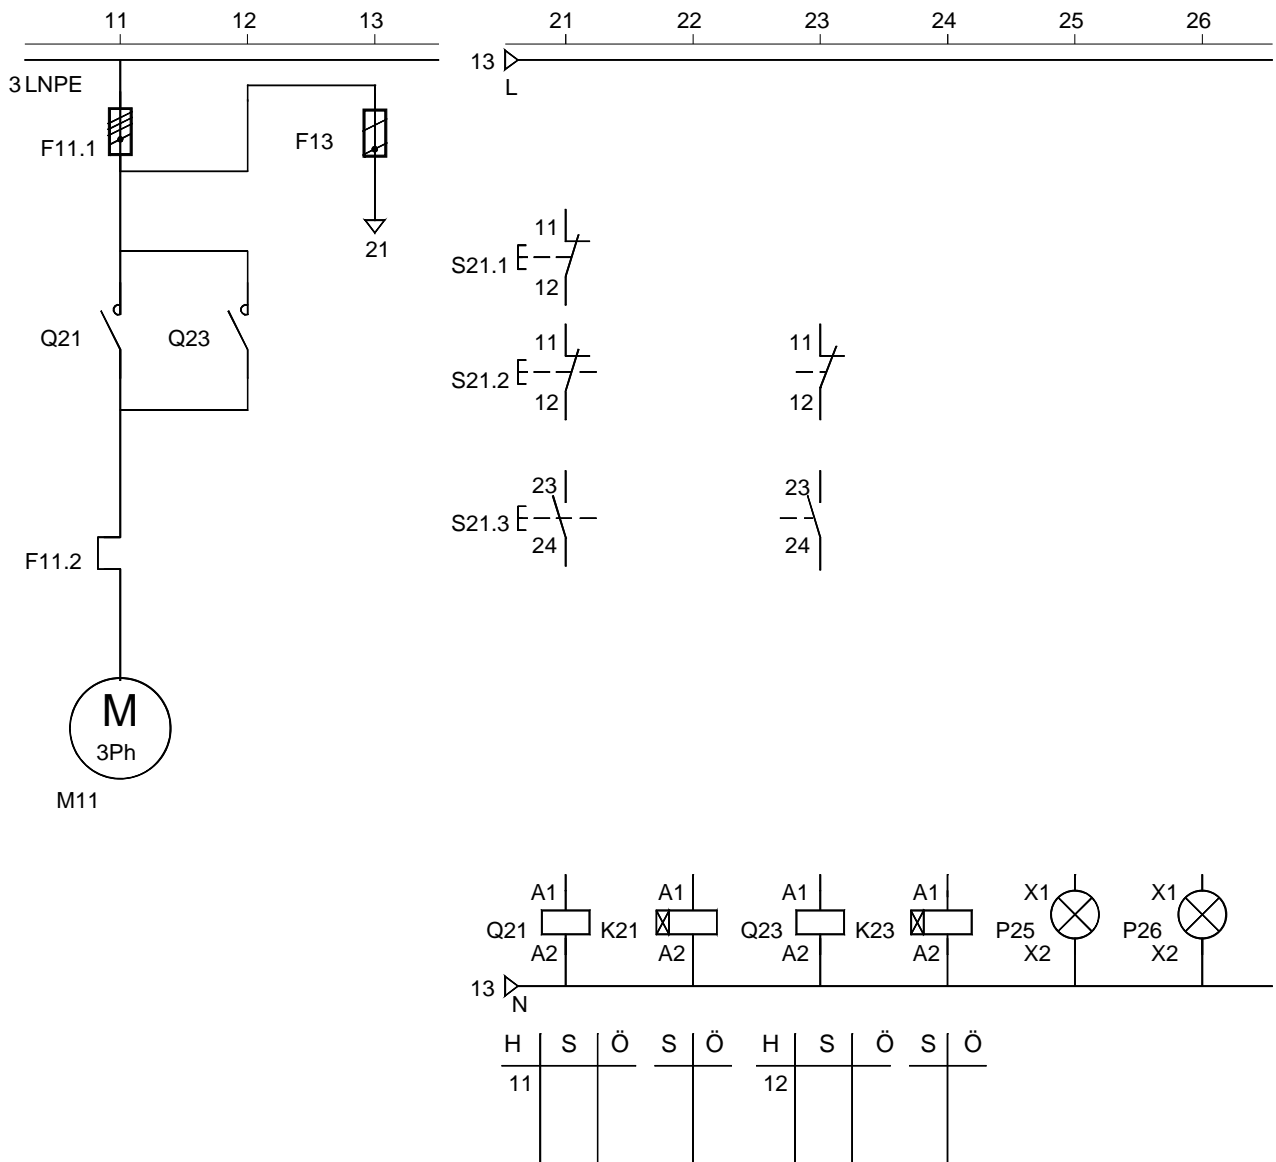 11 12 13 21 22 23 24 25 26
3 LNPE
13
L
F11.1
F13
21
11
S21.1
12
Q21
Q23
11 11
S21.2
12 12
23 23
S21.3
24 24
F11.2
M
3Ph
M11
A1 A1 A1 A1 X1 X1
Q21 K21 Q23 K23 P25 P26
A2 A2 A2 A2 X2 X2
13
N
H S Ö S Ö H S Ö S Ö
11 12